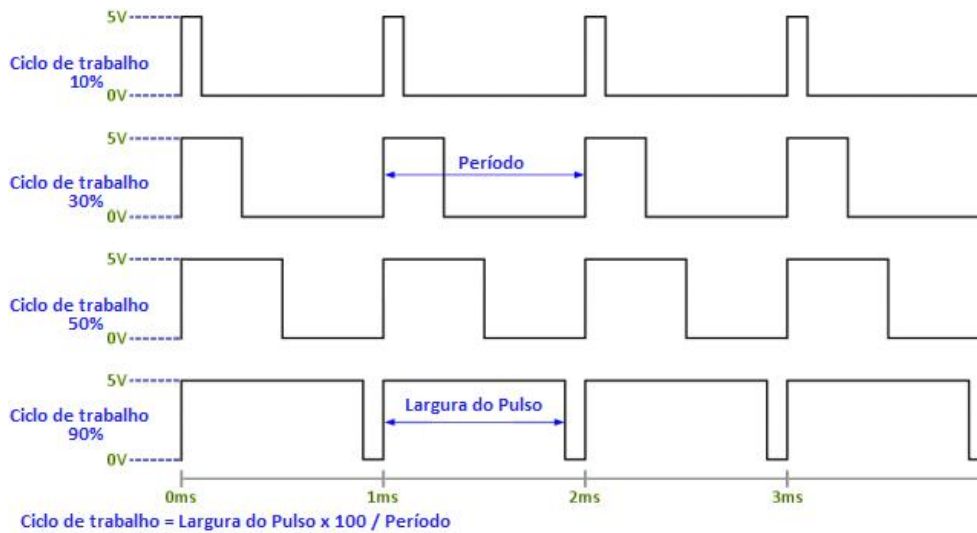 5V
Ciclo de trabalho
10%
0V
5V
Período
Ciclo de trabalho
30%
0V
5V
Ciclo de trabalho
50%
0V
5V
Largura do Pulso
Ciclo de trabalho
90%
0V
0ms 1ms 2ms 3ms
Ciclo de trabalho = Largura do Pulso x 100 / Período